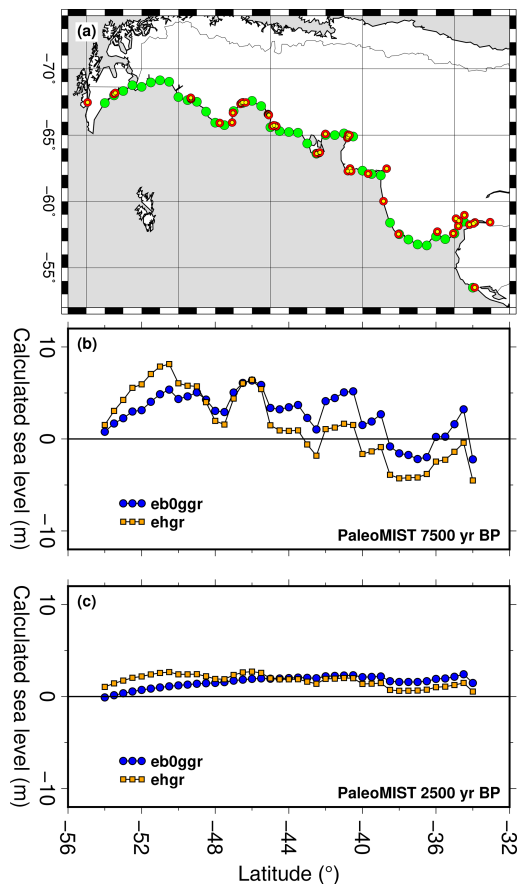 (a)
−70°
−65°
−60°
−55°
(b)
10
0
−10
Calculated sea level (m)
eb0ggr
ehgr
PaleoMIST 7500 yr BP
(c)
10
0
−10
Calculated sea level (m)
eb0ggr
ehgr
PaleoMIST 2500 yr BP
−56
−52
−48
−44
−40
−36
Latitude (°)